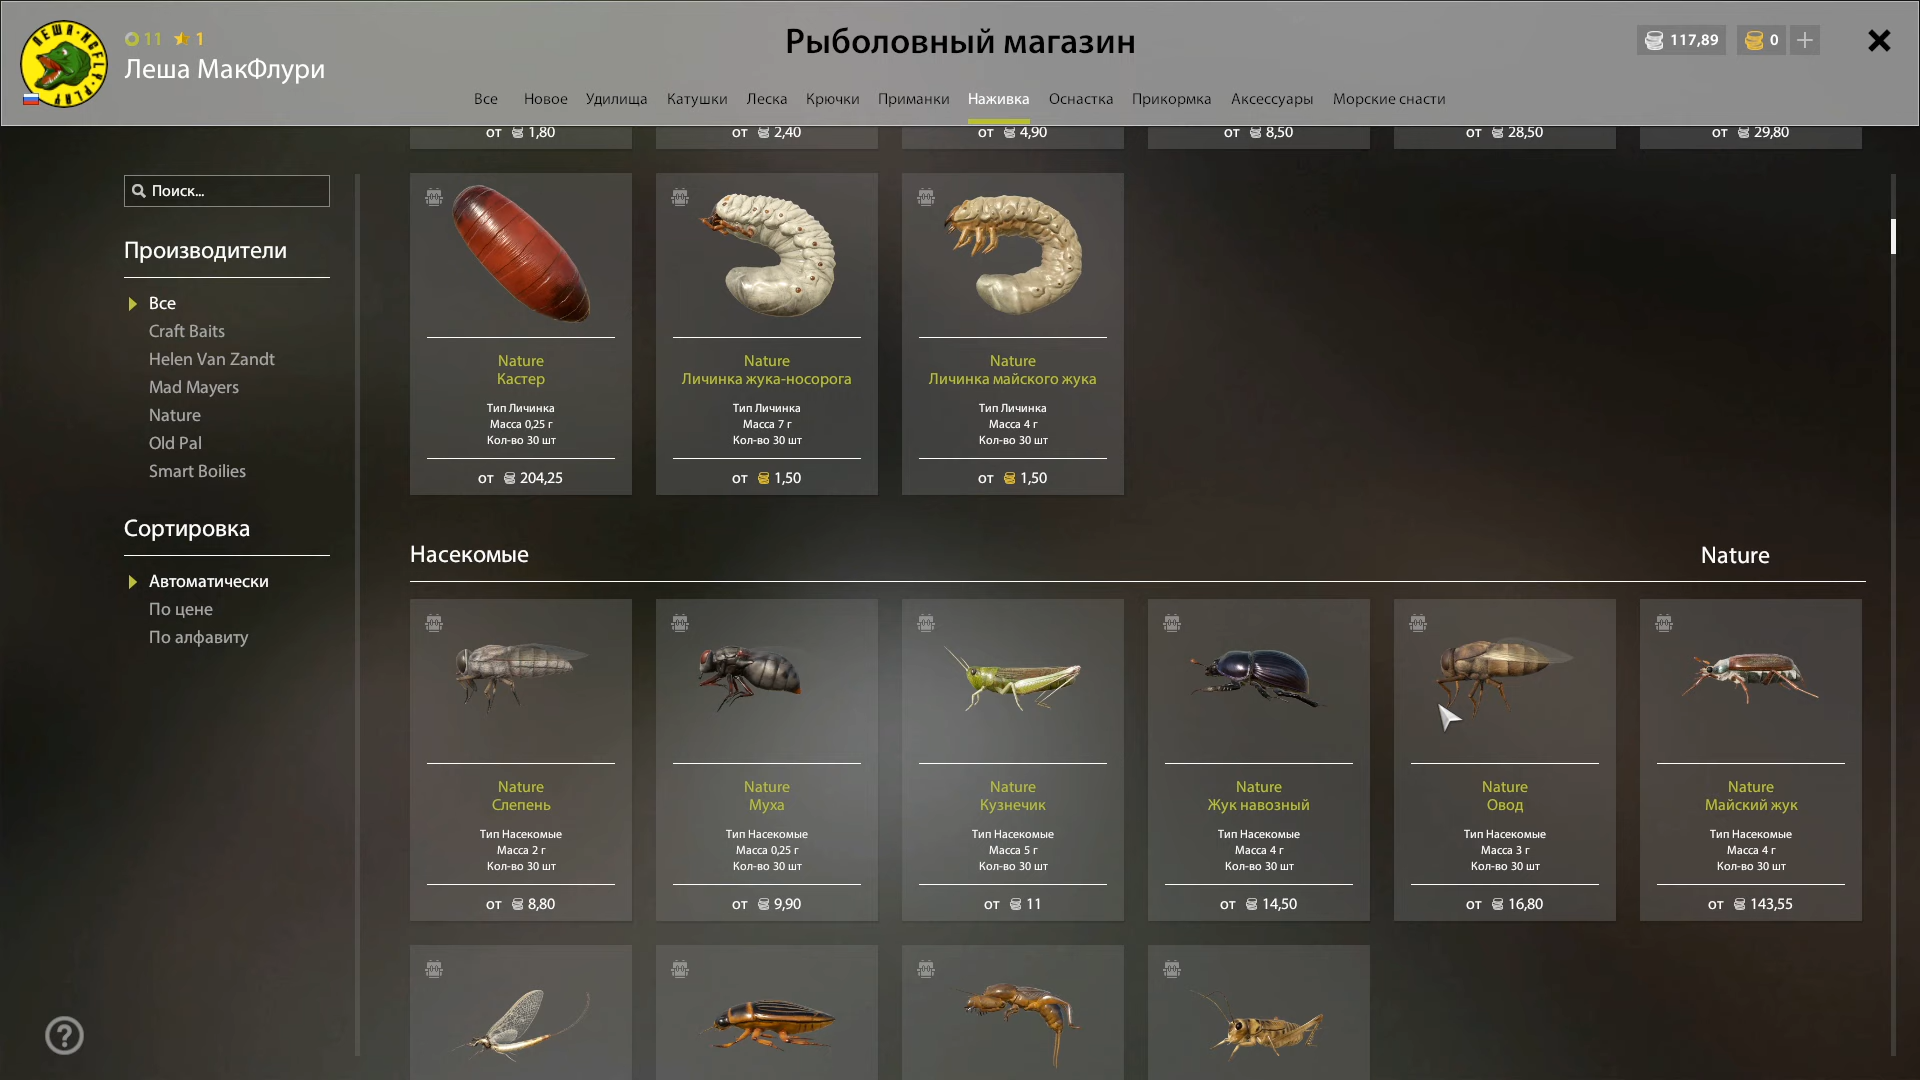 ЛЕША·MCFLY·PLAY
11 1
Леша МакФлури
Рыболовный магазин
117,89 0
Все Новое Удилища Катушки Леска Крючки Приманки Наживка Оснастка Прикормка Аксессуары Морские снасти
от 1,80 от 2,40 от 4,90 от 8,50 от 28,50 от 29,80
Поиск...
Производители
Все
Craft Baits
Helen Van Zandt
Mad Mayers
Nature
Old Pal
Smart Boilies
Сортировка
Автоматически
По цене
По алфавиту
Nature
Кастер
Тип Личинка
Масса 0,25 г
Кол-во 30 шт
от 204,25
Nature
Личинка жука-носорога
Тип Личинка
Масса 7 г
Кол-во 30 шт
от 1,50
Nature
Личинка майского жука
Тип Личинка
Масса 4 г
Кол-во 30 шт
от 1,50
Насекомые Nature
Nature
Слепень
Тип Насекомые
Масса 2 г
Кол-во 30 шт
от 8,80
Nature
Муха
Тип Насекомые
Масса 0,25 г
Кол-во 30 шт
от 9,90
Nature
Кузнечик
Тип Насекомые
Масса 5 г
Кол-во 30 шт
от 11
Nature
Жук навозный
Тип Насекомые
Масса 4 г
Кол-во 30 шт
от 14,50
Nature
Овод
Тип Насекомые
Масса 3 г
Кол-во 30 шт
от 16,80
Nature
Майский жук
Тип Насекомые
Масса 4 г
Кол-во 30 шт
от 143,55